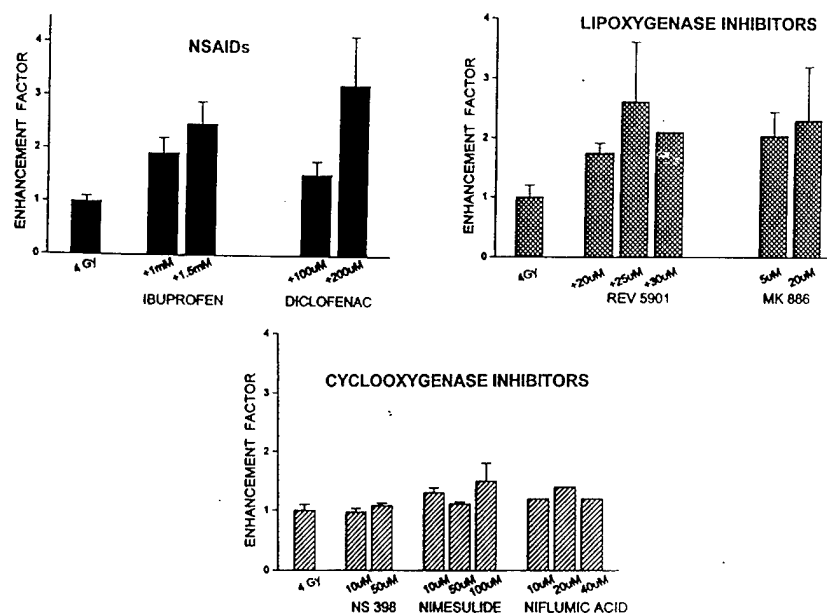 NSAIDs
ENHANCEMENT FACTOR
4
3
2
1
0
4 Gy
+1mM
+1.5mM
+100uM
+200uM
IBUPROFEN
DICLOFENAC
LIPOXYGENASE INHIBITORS
ENHANCEMENT FACTOR
4
3
2
1
0
4Gy
+20uM
+25uM
+30uM
5uM
20uM
REV 5901
MK 886
CYCLOOXYGENASE INHIBITORS
ENHANCEMENT FACTOR
4
3
2
1
0
4 Gy
10uM
50uM
10uM
50uM
100uM
10uM
20uM
40uM
NS 398
NIMESULIDE
NIFLUMIC ACID